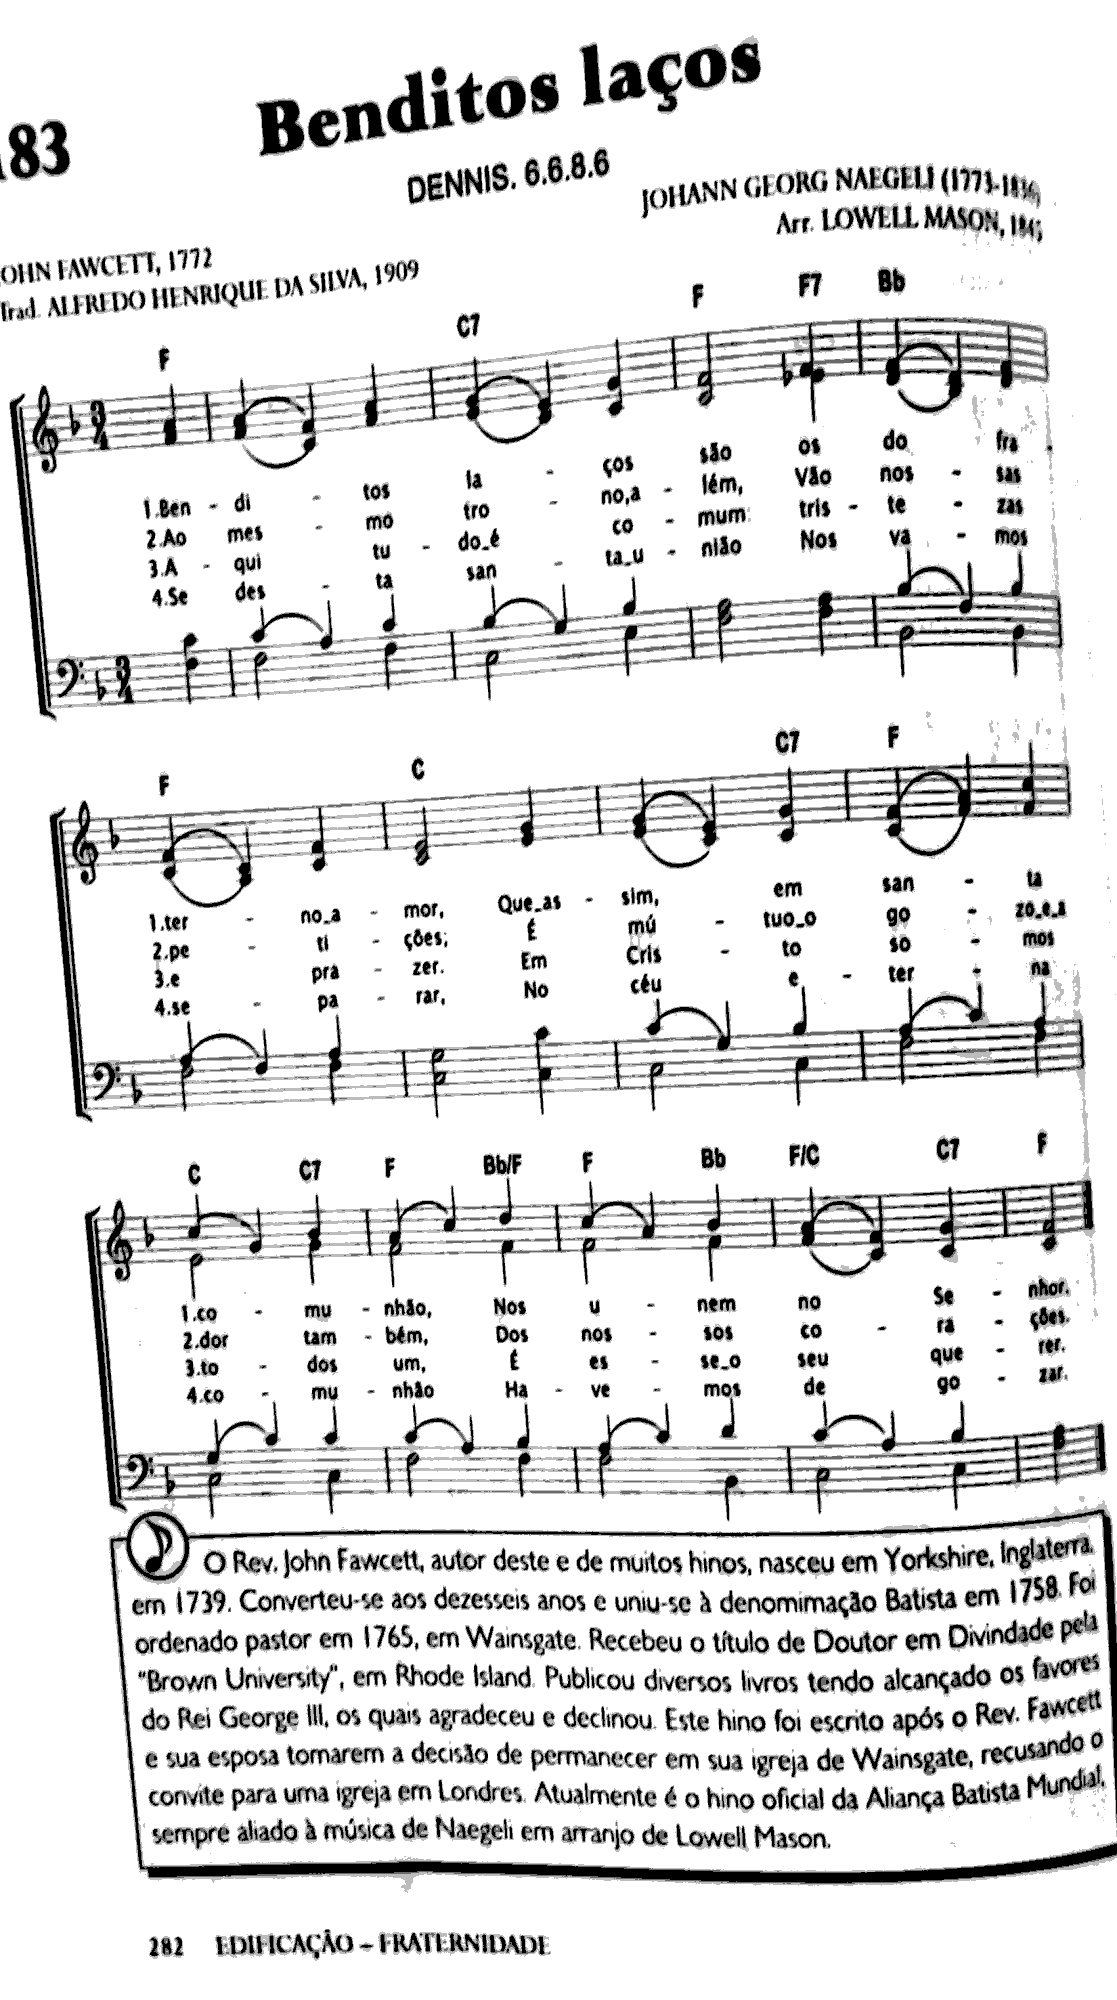 183
Benditos laços
DENNIS. 6.6.8.6
JOHANN GEORG NAEGELI (1773-1836)
Arr. LOWELL MASON, 1845
OHN FAWCETT, 1772
Trad. ALFREDO HENRIQUE DA SILVA, 1909
F C7 F F7 Bb
1.Ben - di - tos la - ços são os do fra -
2.Ao mes - mo tro - no,a - lém, Vão nos - sas
3.A - qui tu - do_é co - mum: tris - te - zas
4.Se des - ta san - ta_u - nião Nos va - mos
F C C7 F
1.ter - no_a - mor, Que_as - sim, em san - ta
2.pe - ti - ções; É mú - tuo_o go - zo_e_a
3.e pra - zer. Em Cris - to so - mos
4.se - pa - rar, No céu e - ter - na
C C7 F Bb/F F Bb F/C C7 F
1.co - mu - nhão, Nos u - nem no Se - nhor.
2.dor tam - bém, Dos nos - sos co - ra - ções.
3.to - dos um, É es - se_o seu que - rer.
4.co - mu - nhão Ha - ve - mos de go - zar.
O Rev. John Fawcett, autor deste e de muitos hinos, nasceu em Yorkshire, Inglaterra,
em 1739. Converteu-se aos dezesseis anos e uniu-se à denomimação Batista em 1758. Foi
ordenado pastor em 1765, em Wainsgate. Recebeu o título de Doutor em Divindade pela
"Brown University", em Rhode Island. Publicou diversos livros tendo alcançado os favores
do Rei George III, os quais agradeceu e declinou. Este hino foi escrito após o Rev. Fawcett
e sua esposa tomarem a decisão de permanecer em sua igreja de Wainsgate, recusando o
convite para uma igreja em Londres. Atualmente é o hino oficial da Aliança Batista Mundial,
sempre aliado à música de Naegeli em arranjo de Lowell Mason.
282 EDIFICAÇÃO – FRATERNIDADE